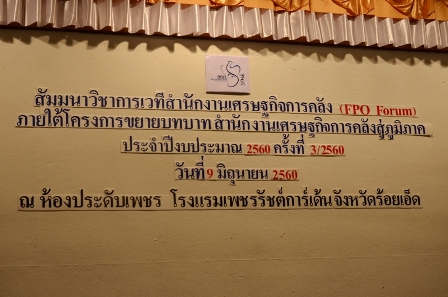 สัมมนาวิชาการเวทีสำนักงานเศรษฐกิจการคลัง (FPO Forum)
ภายใต้โครงการขยายบทบาท สำนักงานเศรษฐกิจการคลังสู่ภูมิภาค
ประจำปีงบประมาณ 2560 ครั้งที่ 3/2560
วันที่ 9 มิถุนายน 2560
ณ ห้องประดับเพชร โรงแรมเพชรรัชต์การ์เด้น จังหวัดร้อยเอ็ด